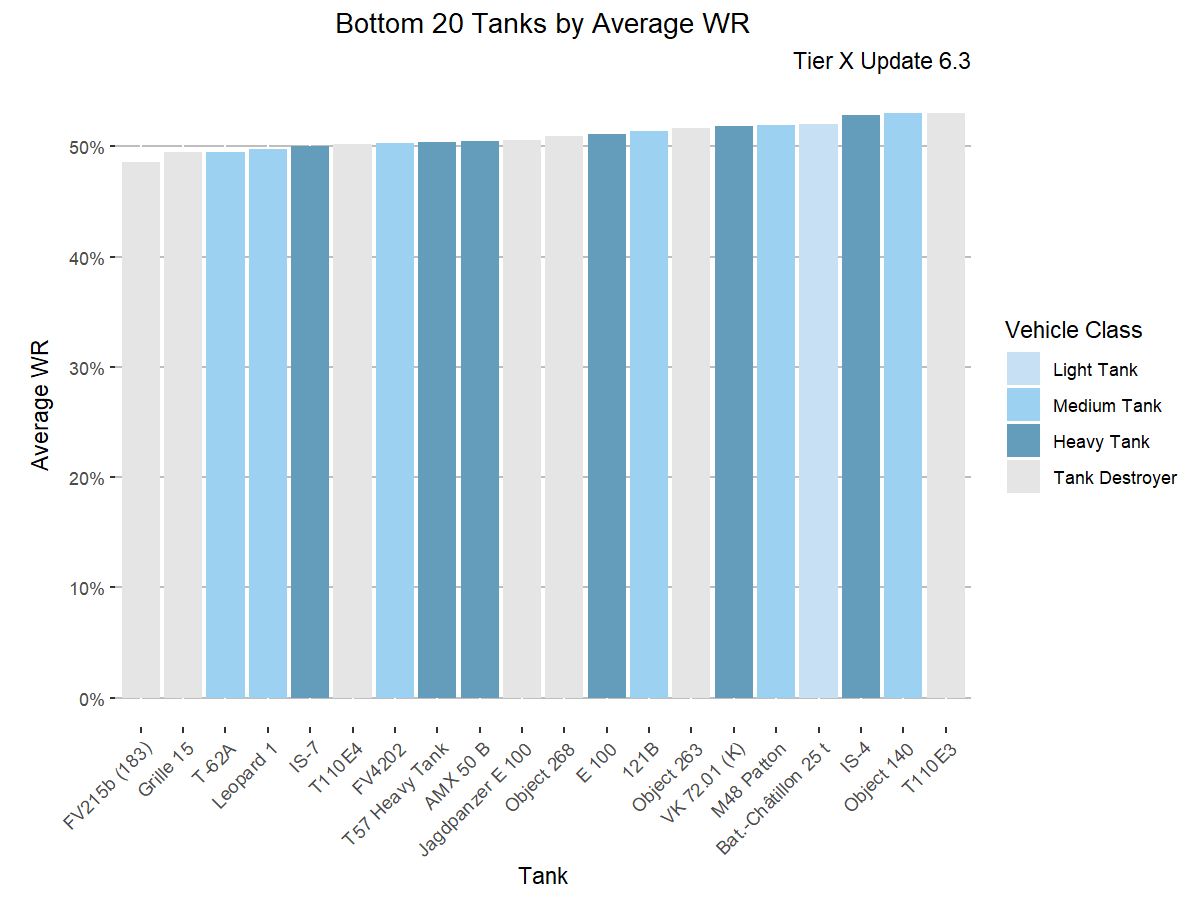 Bottom 20 Tanks by Average WR
Tier X Update 6.3
Average WR
50%
40%
30%
20%
10%
0%
FV215b (183)
Grille 15
T-62A
Leopard 1
IS-7
T110E4
FV4202
T57 Heavy Tank
AMX 50 B
Jagdpanzer E 100
Object 268
E 100
121B
Object 263
VK 72.01 (K)
M48 Patton
Bat.-Châtillon 25 t
IS-4
Object 140
T110E3
Tank
Vehicle Class
Light Tank
Medium Tank
Heavy Tank
Tank Destroyer